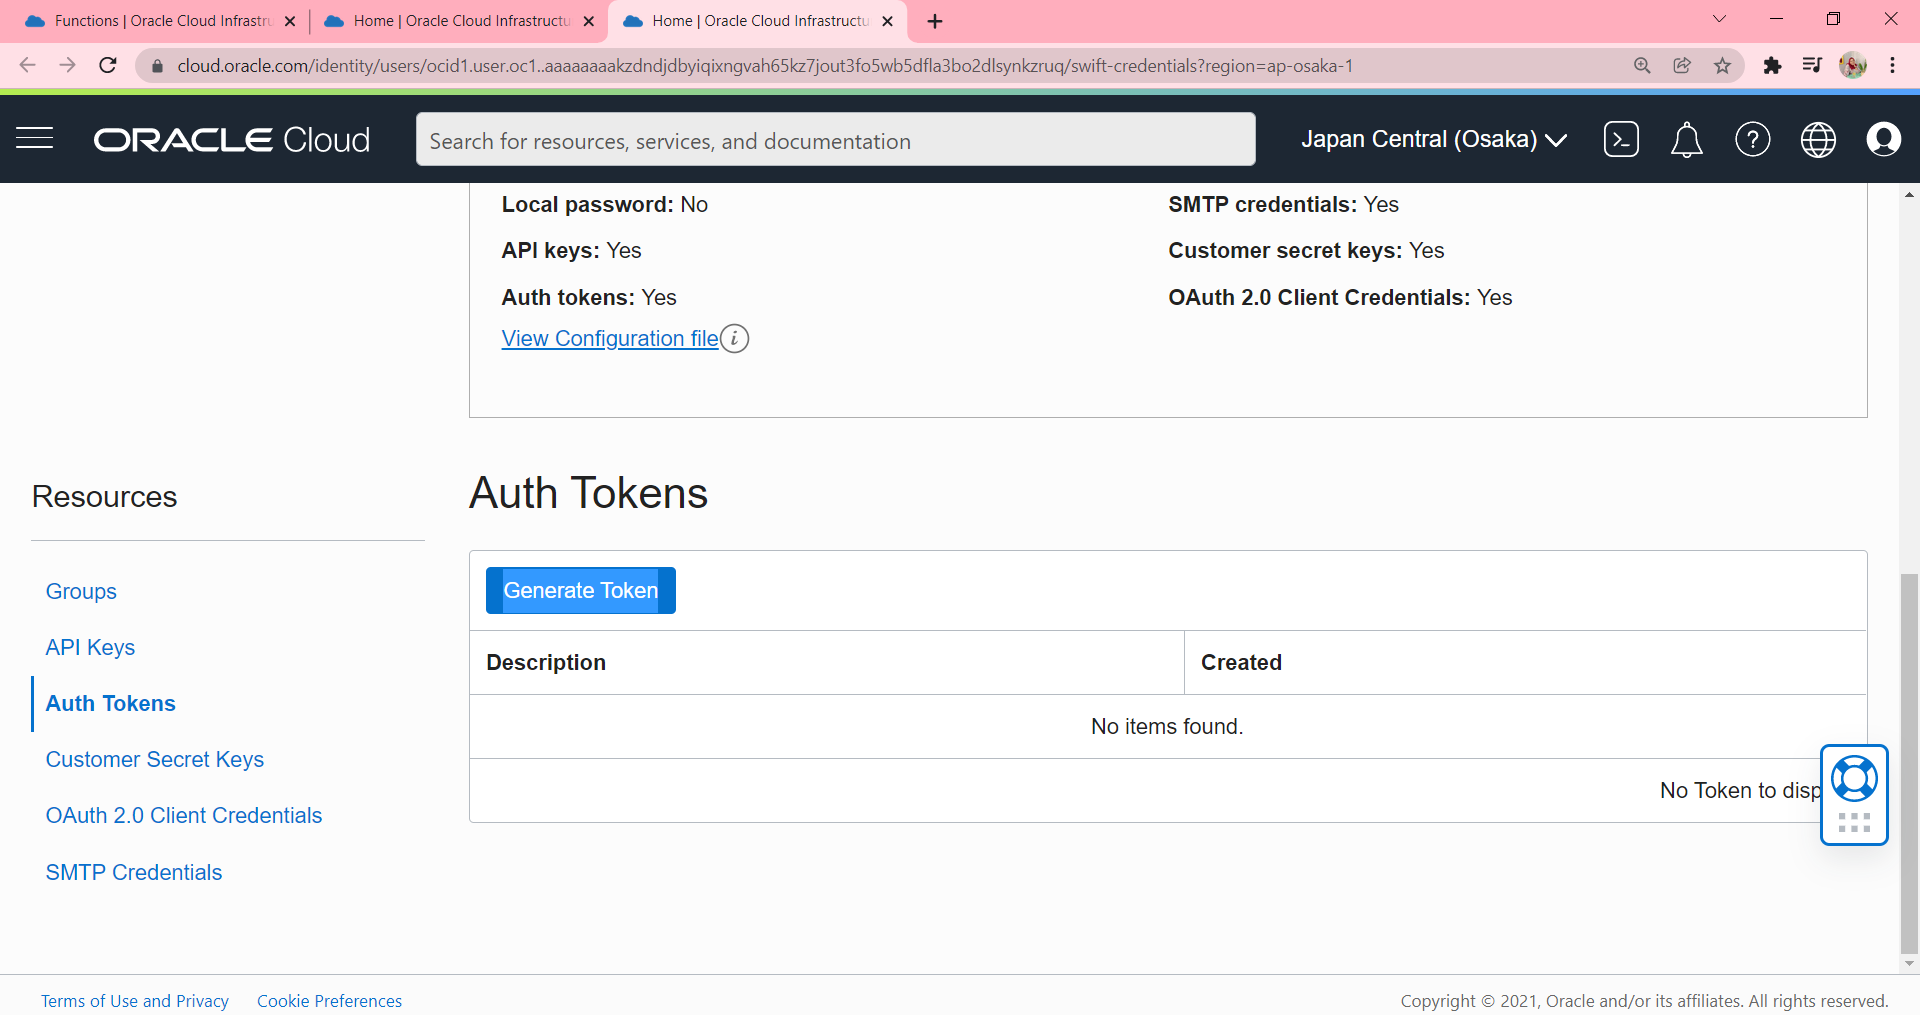 Functions | Oracle Cloud Infrastru
Home | Oracle Cloud Infrastructu
Home | Oracle Cloud Infrastructu
cloud.oracle.com/identity/users/ocid1.user.oc1..aaaaaaaakzdndjdbyiqixngvah65kz7jout3fo5wb5dfla3bo2dlsynkzruq/swift-credentials?region=ap-osaka-1
ORACLE Cloud
Search for resources, services, and documentation
Japan Central (Osaka)
Local password: No
SMTP credentials: Yes
API keys: Yes
Customer secret keys: Yes
Auth tokens: Yes
OAuth 2.0 Client Credentials: Yes
View Configuration file
Resources
Groups
API Keys
Auth Tokens
Customer Secret Keys
OAuth 2.0 Client Credentials
SMTP Credentials
Auth Tokens
Generate Token
Description
Created
No items found.
No Token to disp
Terms of Use and Privacy
Cookie Preferences
Copyright © 2021, Oracle and/or its affiliates. All rights reserved.